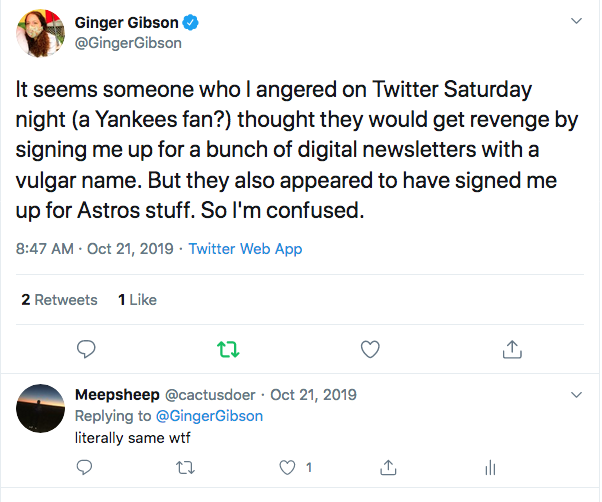 Ginger Gibson
@GingerGibson
It seems someone who I angered on Twitter Saturday
night (a Yankees fan?) thought they would get revenge by
signing me up for a bunch of digital newsletters with a
vulgar name. But they also appeared to have signed me
up for Astros stuff. So I'm confused.
8:47 AM · Oct 21, 2019 · Twitter Web App
2 Retweets 1 Like
Meepsheep @cactusdoer · Oct 21, 2019
Replying to @GingerGibson
literally same wtf
1